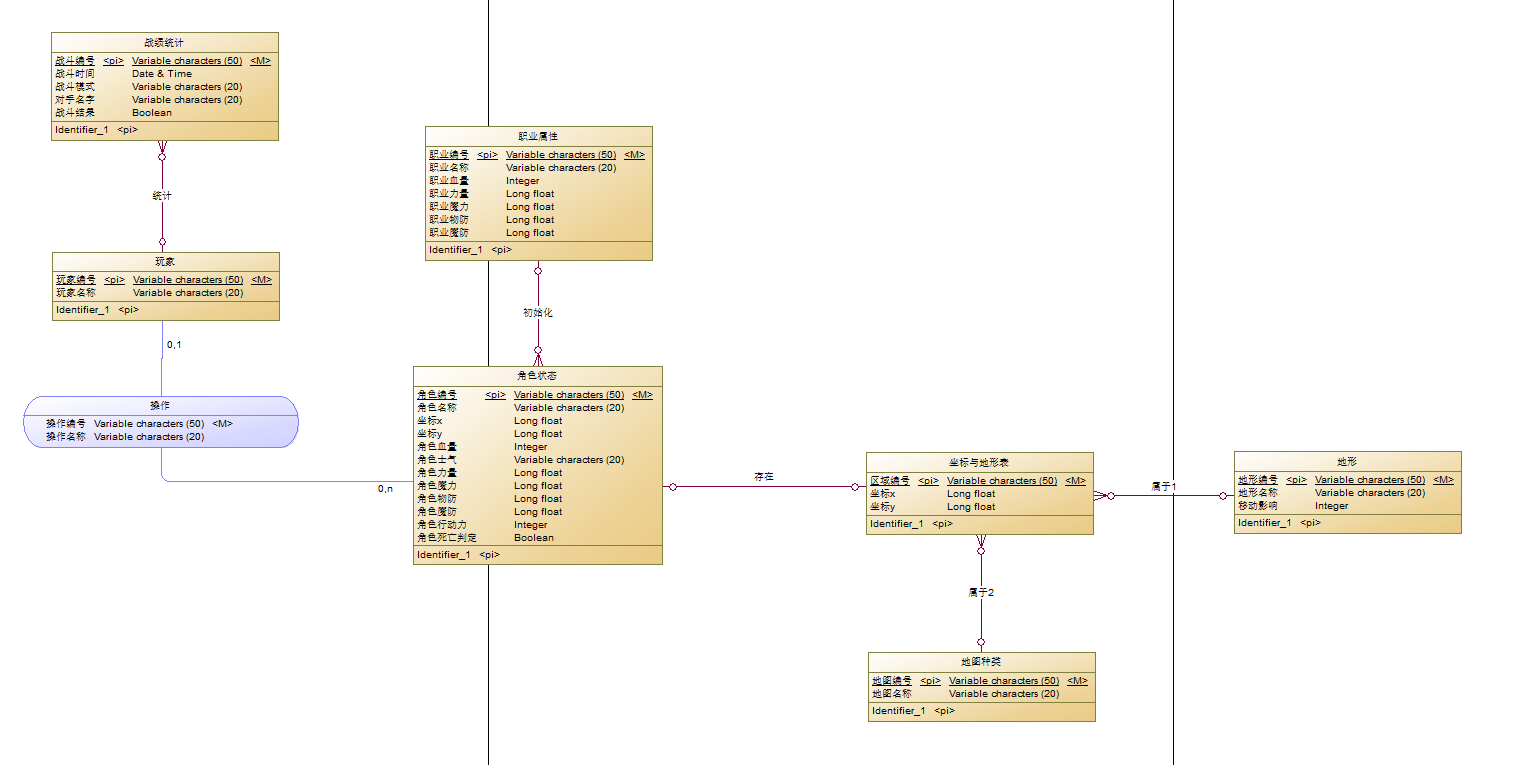 战绩统计
战斗编号 <pi> Variable characters (50) <M>
战斗时间 Date & Time
战斗模式 Variable characters (20)
对手名字 Variable characters (20)
战斗结果 Boolean
Identifier_1 <pi>
统计
玩家
玩家编号 <pi> Variable characters (50) <M>
玩家名称 Variable characters (20)
Identifier_1 <pi>
0,1
操作
操作编号 Variable characters (50) <M>
操作名称 Variable characters (20)
0,n
职业属性
职业编号 <pi> Variable characters (50) <M>
职业名称 Variable characters (20)
职业血量 Integer
职业力量 Long float
职业魔力 Long float
职业物防 Long float
职业魔防 Long float
Identifier_1 <pi>
初始化
角色状态
角色编号 <pi> Variable characters (50) <M>
角色名称 Variable characters (20)
坐标x Long float
坐标y Long float
角色血量 Integer
角色士气 Variable characters (20)
角色力量 Long float
角色魔力 Long float
角色物防 Long float
角色魔防 Long float
角色行动力 Integer
角色死亡判定 Boolean
Identifier_1 <pi>
存在
坐标与地形表
区域编号 <pi> Variable characters (50) <M>
坐标x Long float
坐标y Long float
Identifier_1 <pi>
属于1
地形
地形编号 <pi> Variable characters (50) <M>
地形名称 Variable characters (20)
移动影响 Integer
Identifier_1 <pi>
属于2
地图种类
地图编号 <pi> Variable characters (50) <M>
地图名称 Variable characters (20)
Identifier_1 <pi>